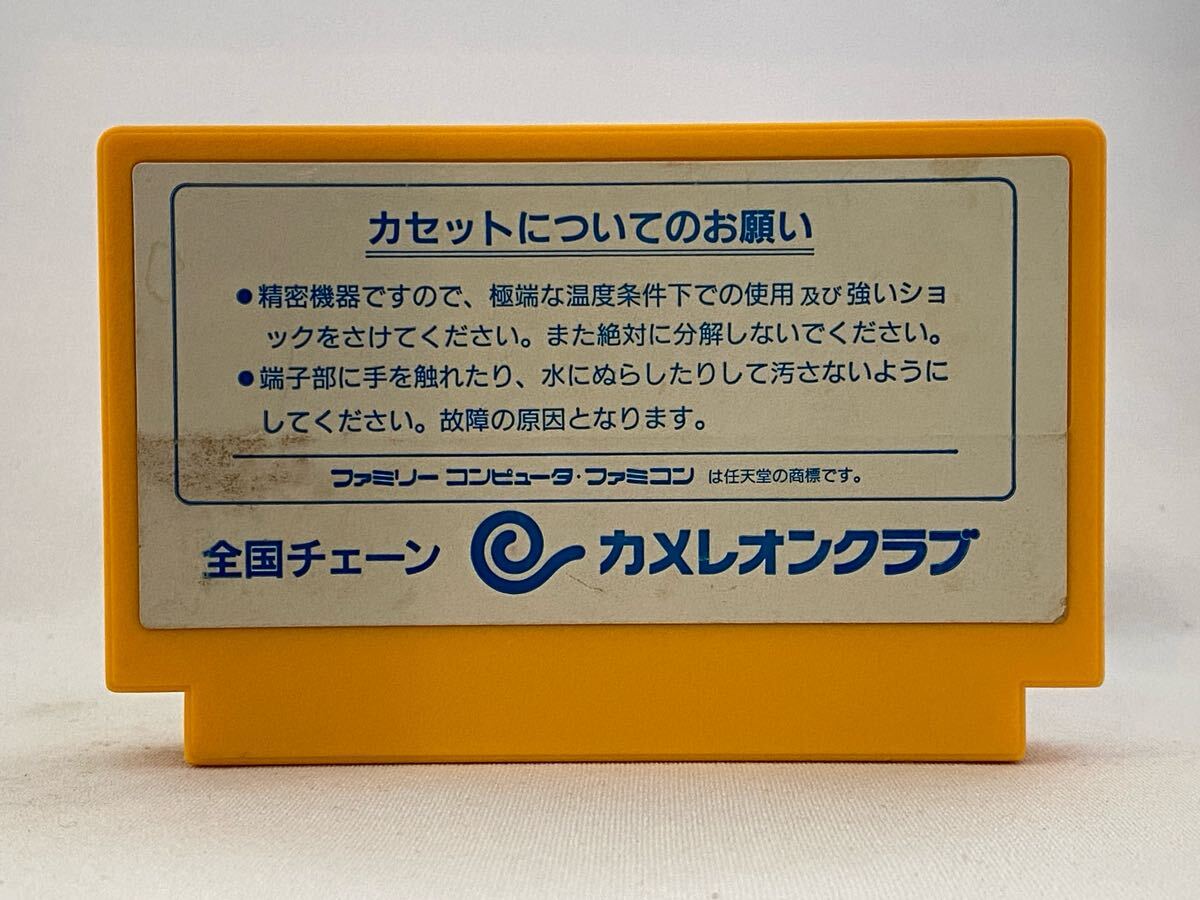 カセットについてのお願い
●精密機器ですので、極端な温度条件下での使用及び強いショ
ックをさけてください。また絶対に分解しないでください。
●端子部に手を触れたり、水にぬらしたりして汚さないように
してください。故障の原因となります。
ファミリーコンピュータ・ファミコン は任天堂の商標です。
全国チェーン カメレオンクラブ